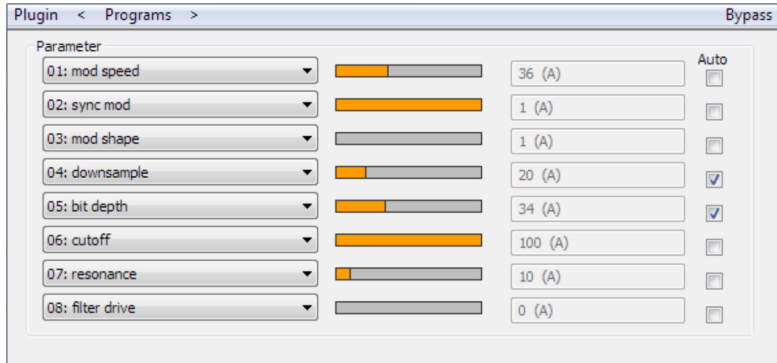 Plugin < Programs > Bypass
Parameter
Auto
01: mod speed 36 (A)
02: sync mod 1 (A)
03: mod shape 1 (A)
04: downsample 20 (A)
05: bit depth 34 (A)
06: cutoff 100 (A)
07: resonance 10 (A)
08: filter drive 0 (A)